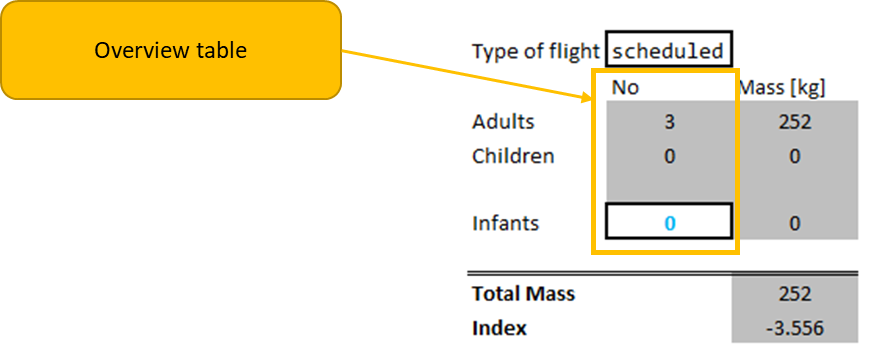 Overview table
Type of flight scheduled
No Mass [kg]
Adults 3 252
Children 0 0
Infants 0 0
Total Mass 252
Index -3.556